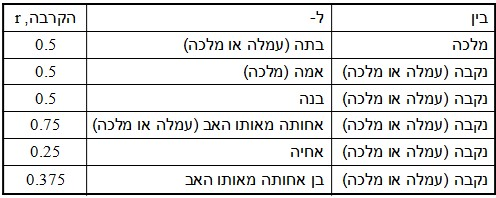 בין ל- הקרבה, r
מלכה בתה (עמלה או מלכה) 0.5
נקבה (עמלה או מלכה) אמה (מלכה) 0.5
נקבה (עמלה או מלכה) בנה 0.5
נקבה (עמלה או מלכה) אחותה מאותו האב (עמלה או מלכה) 0.75
נקבה (עמלה או מלכה) אחיה 0.25
נקבה (עמלה או מלכה) בן אחותה מאותו האב 0.375